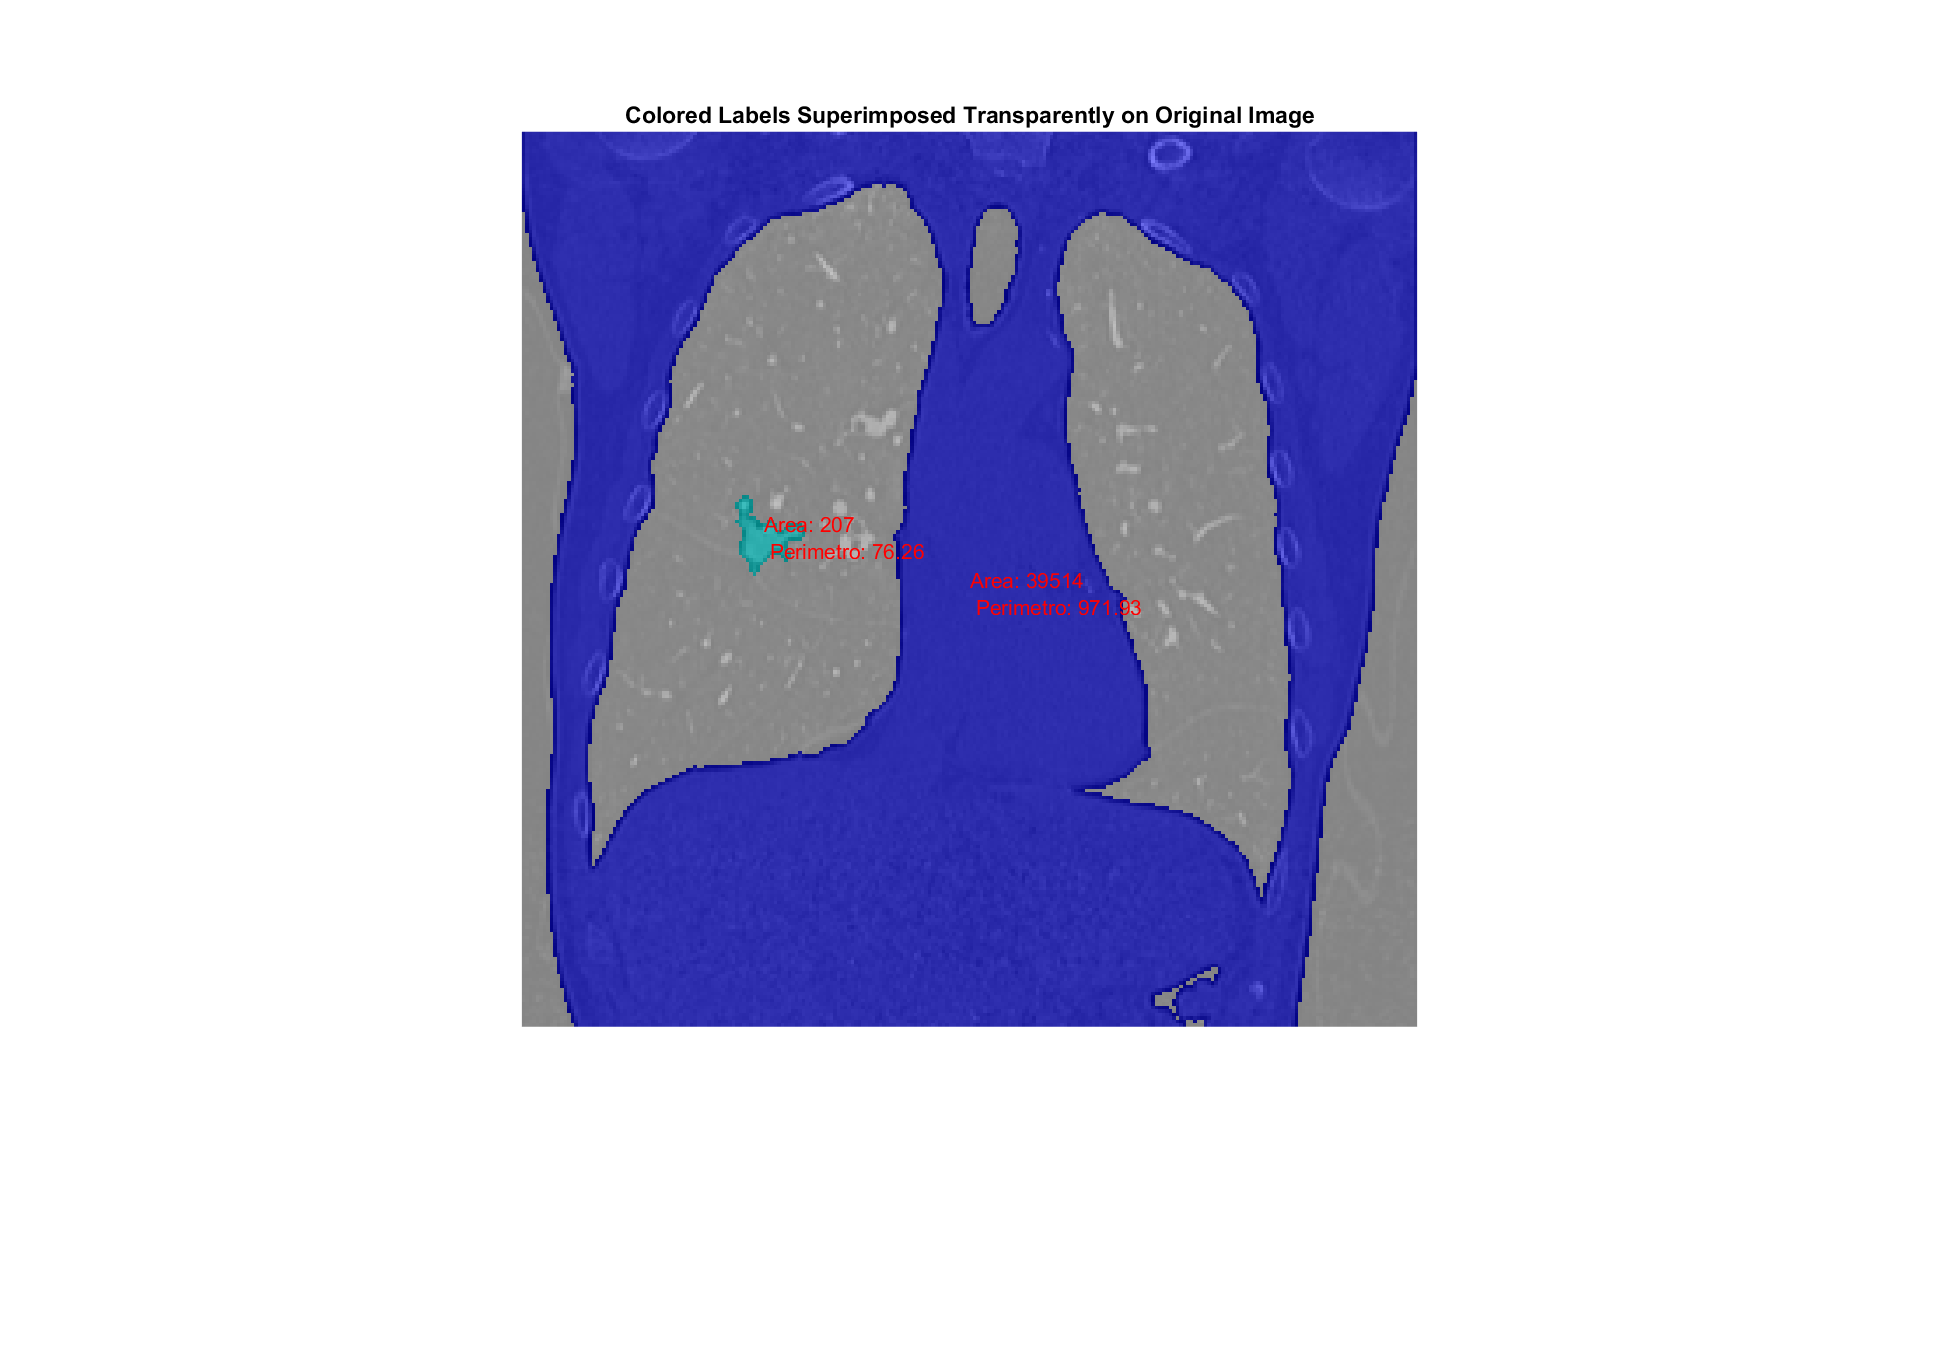 Colored Labels Superimposed Transparently on Original Image
Area: 207
Perimetro: 76.26
Area: 39514
Perimetro: 971.93